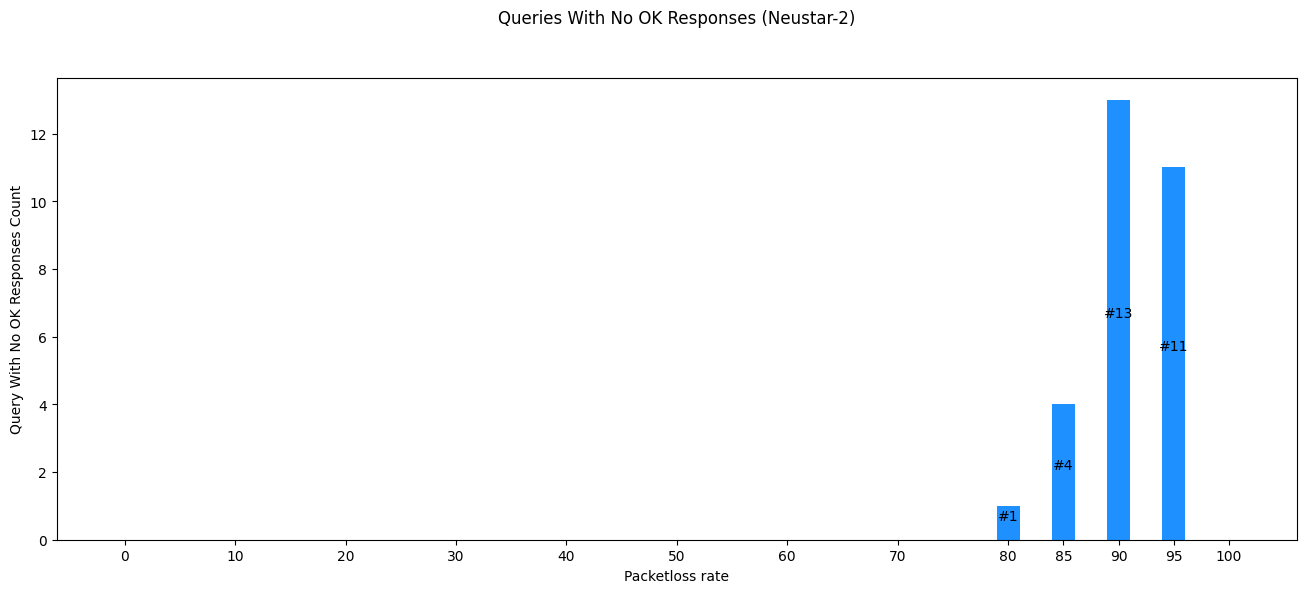 Queries With No OK Responses (Neustar-2)
Query With No OK Responses Count
12
10
8
6
4
2
0
#1
#4
#13
#11
0 10 20 30 40 50 60 70 80 85 90 95 100
Packetloss rate